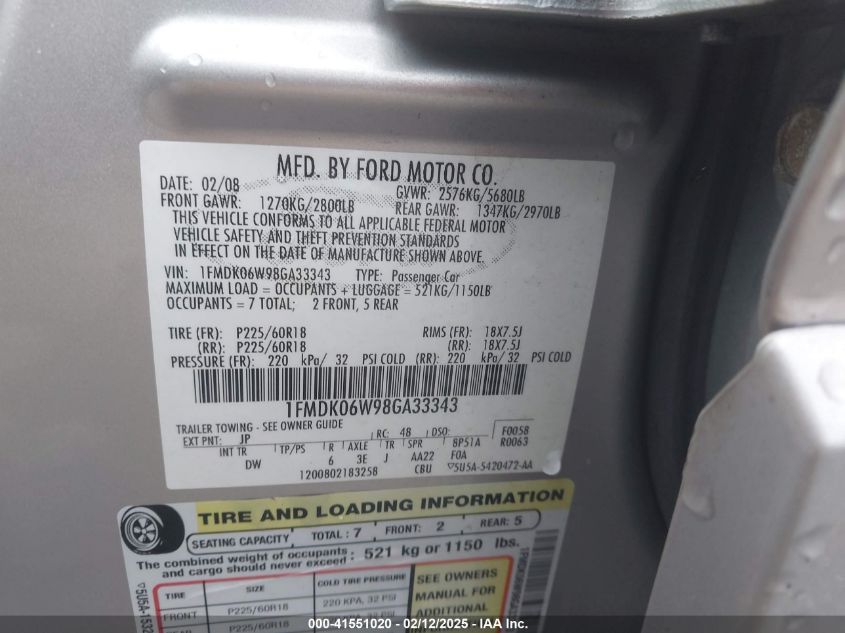 MFD. BY FORD MOTOR CO.
DATE: 02/08 GVWR: 2576KG/5680LB
FRONT GAWR: 1270KG/2800LB REAR GAWR: 1347KG/2970LB
THIS VEHICLE CONFORMS TO ALL APPLICABLE FEDERAL MOTOR
VEHICLE SAFETY AND THEFT PREVENTION STANDARDS
IN EFFECT ON THE DATE OF MANUFACTURE SHOWN ABOVE.
VIN: 1FMDK06W98GA33343 TYPE: Passenger Car
MAXIMUM LOAD = OCCUPANTS + LUGGAGE = 521KG/1150LB
OCCUPANTS = 7 TOTAL; 2 FRONT, 5 REAR
TIRE (FR): P225/60R18 RIMS (FR): 18X7.5J
(RR): P225/60R18 (RR): 18X7.5J
PRESSURE (FR): 220 kPa/ 32 PSI COLD (RR): 220 kPa/ 32 PSI COLD
1FMDK06W98GA33343
TRAILER TOWING - SEE OWNER GUIDE
EXT PNT: JP RC: 48 DSO: F0058
INT TR TP/PS R AXLE TR SPR BP51A R0063
DW 6 3E J AA22 F0A
1200802183258 CBU ▽5U5A-5420472-AA
TIRE AND LOADING INFORMATION
SEATING CAPACITY TOTAL : 7 FRONT: 2 REAR: 5
The combined weight of occupants and cargo should never exceed : 521 kg or 1150 lbs.
TIRE SIZE COLD TIRE PRESSURE SEE OWNERS
MANUAL FOR
FRONT P225/60R18 220 KPA, 32 PSI ADDITIONAL
P225/60R18
▽5U5A-1532
000-41551020 - 02/12/2025 - IAA Inc.